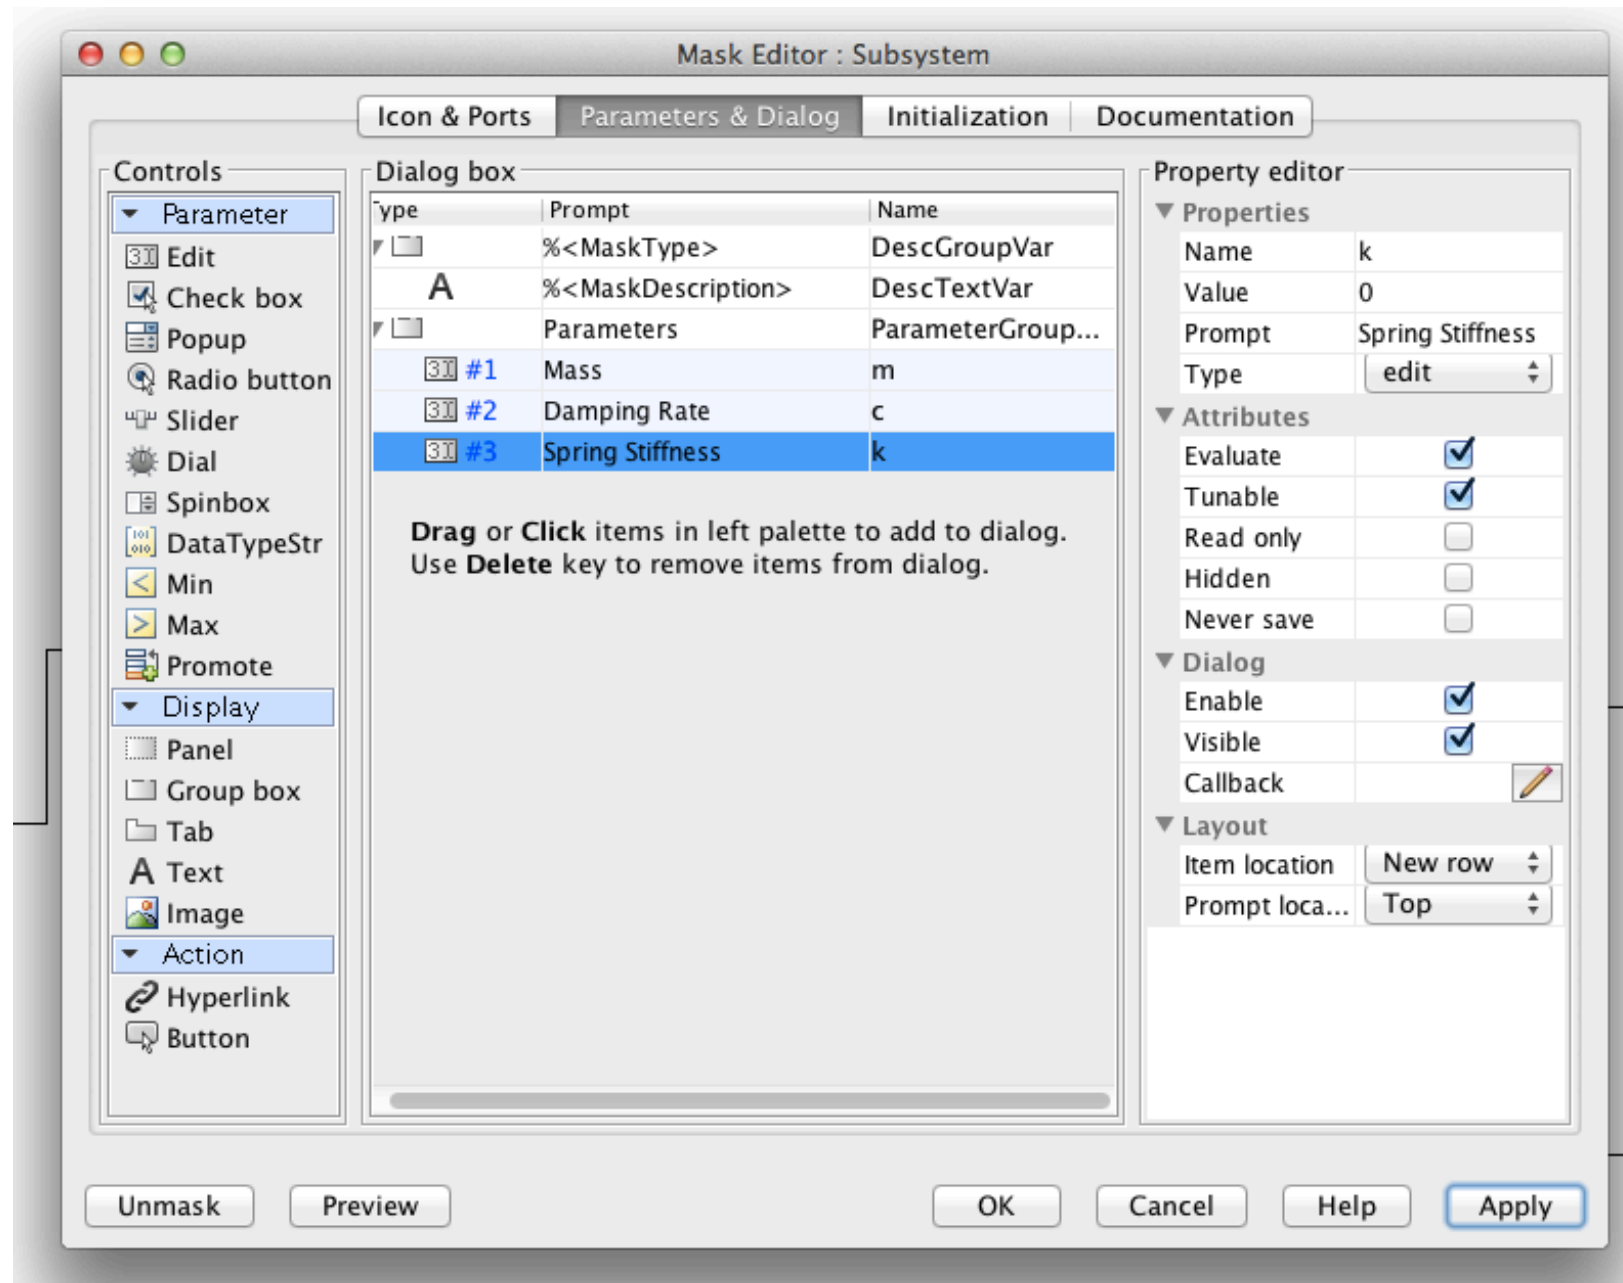 Mask Editor : Subsystem
Icon & Ports
Parameters & Dialog
Initialization
Documentation
Controls
Parameter
Edit
Check box
Popup
Radio button
Slider
Dial
Spinbox
DataTypeStr
Min
Max
Promote
Display
Panel
Group box
Tab
A Text
Image
Action
Hyperlink
Button
Dialog box
Type Prompt Name
%<MaskType> DescGroupVar
A %<MaskDescription> DescTextVar
Parameters ParameterGroup...
#1 Mass m
#2 Damping Rate c
#3 Spring Stiffness k
Drag or Click items in left palette to add to dialog.
Use Delete key to remove items from dialog.
Property editor
Properties
Name k
Value 0
Prompt Spring Stiffness
Type edit
Attributes
Evaluate
Tunable
Read only
Hidden
Never save
Dialog
Enable
Visible
Callback
Layout
Item location New row
Prompt loca... Top
Unmask
Preview
OK
Cancel
Help
Apply